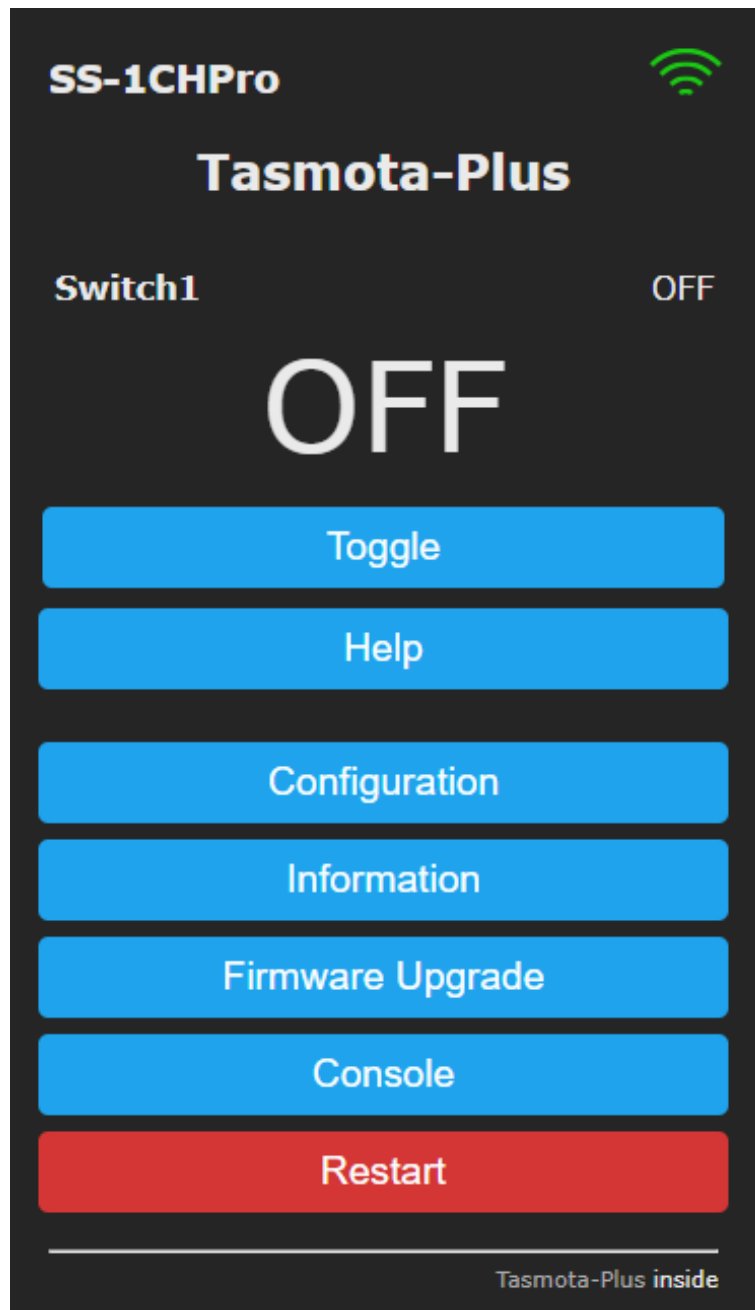 SS-1CHPro
Tasmota-Plus
Switch1 OFF
OFF
Toggle
Help
Configuration
Information
Firmware Upgrade
Console
Restart
Tasmota-Plus inside